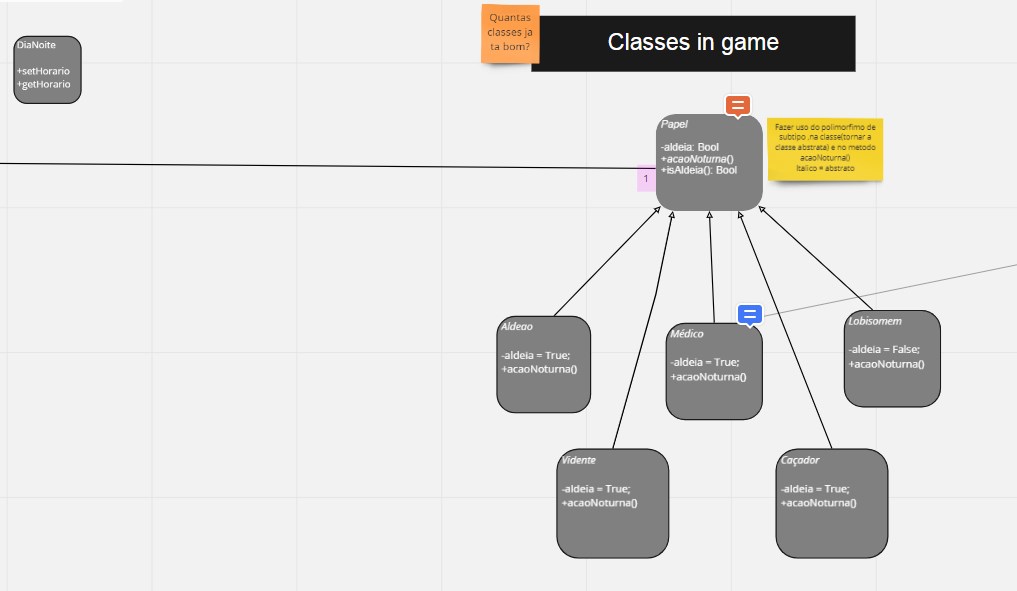 DiaNoite
+setHorario
+getHorario
Quantas
classes ja
ta bom?
Classes in game
Papel
-aldeia: Bool
+acaoNoturna()
+isAldeia(): Bool
1
Fazer uso do polimorfimo de
subtipo ,na classe(tornar a
classe abstrata) e no metodo
acaoNoturna()
Italico = abstrato
Aldeao
-aldeia = True;
+acaoNoturna()
Médico
-aldeia = True;
+acaoNoturna()
Lobisomem
-aldeia = False;
+acaoNoturna()
Vidente
-aldeia = True;
+acaoNoturna()
Caçador
-aldeia = True;
+acaoNoturna()